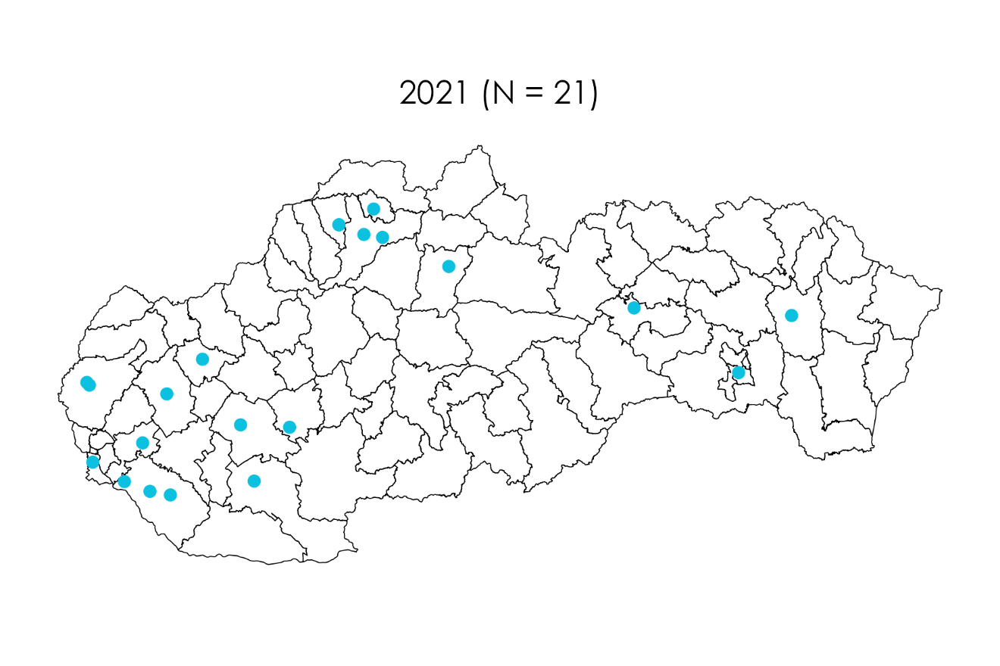 2021 (N = 21)